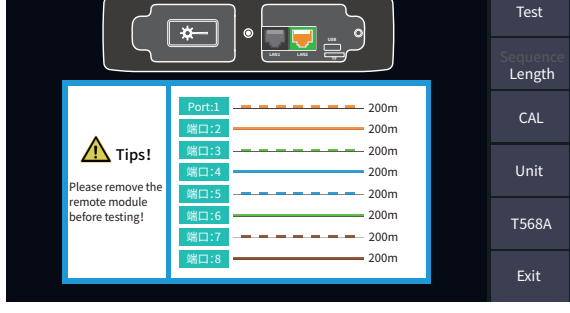 LAN1
LAN2
USB
Tips!
Please remove the
remote module
before testing!
Port:1 200m
端口:2 200m
端口:3 200m
端口:4 200m
端口:5 200m
端口:6 200m
端口:7 200m
端口:8 200m
Test
Sequence
Length
CAL
Unit
T568A
Exit